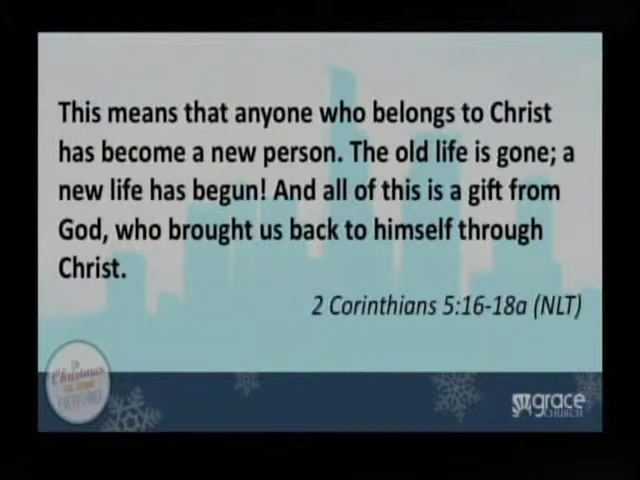 This means that anyone who belongs to Christ
has become a new person. The old life is gone; a
new life has begun! And all of this is a gift from
God, who brought us back to himself through
Christ.
2 Corinthians 5:16-18a (NLT)
Christmas
EVERYTHING
grace
CHURCH